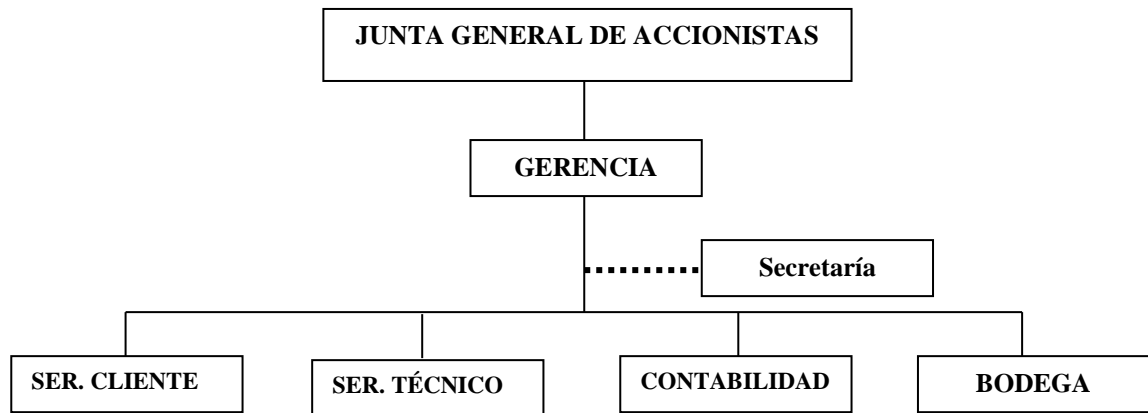 JUNTA GENERAL DE ACCIONISTAS
GERENCIA
Secretaría
SER. CLIENTE
SER. TÉCNICO
CONTABILIDAD
BODEGA